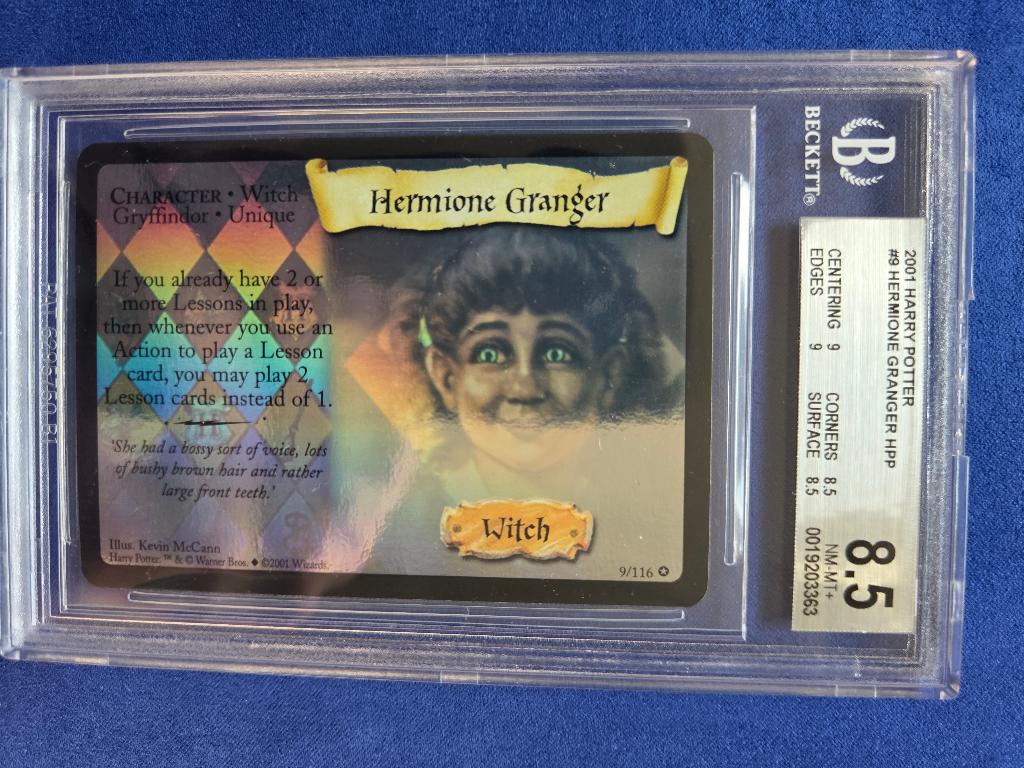 BECKETT®
2001 HARRY POTTER
#9 HERMIONE GRANGER HPP
CENTERING 9 CORNERS 8.5
EDGES 9 SURFACE 8.5
8.5
NM-MT+
0019203363
Hermione Granger
CHARACTER • Witch
Gryffindor • Unique
If you already have 2 or
more Lessons in play,
then whenever you use an
Action to play a Lesson
card, you may play 2
Lesson cards instead of 1.
'She had a bossy sort of voice, lots
of bushy brown hair and rather
large front teeth.'
Witch
Illus. Kevin McCann
Harry Potter, ™ & © Warner Bros. ♦ ©2001 Wizards.
9/116